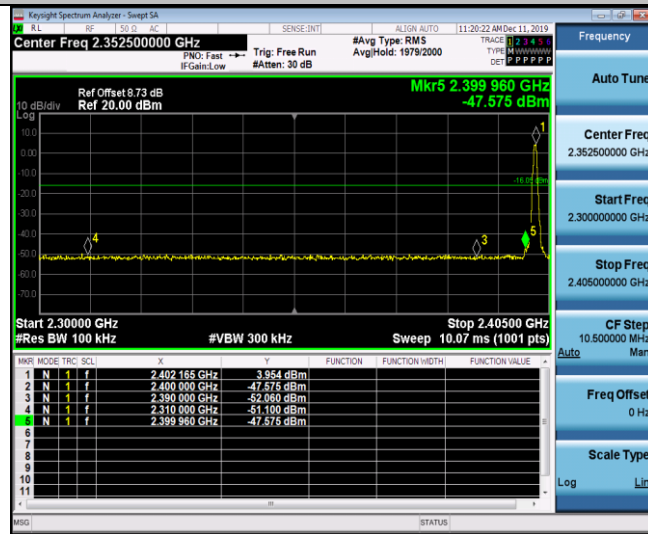 Keysight Spectrum Analyzer - Swept SA
RL RF 50 Ω AC SENSE:INT ALIGN AUTO 11:20:22 AM Dec 11, 2019
Center Freq 2.352500000 GHz
PNO: Fast
IFGain:Low
Trig: Free Run
#Atten: 30 dB
#Avg Type: RMS
Avg|Hold: 1979/2000
TRACE 1 2 3 4 5 6
TYPE M W W W W W
DET P P P P P P
Ref Offset 8.73 dB
10 dB/div Ref 20.00 dBm
Log
Mkr5 2.399 960 GHz
-47.575 dBm
10.0
0.00
-10.0
-20.0
-30.0
-40.0
-50.0
-60.0
-70.0
1
-16.05 dBm
4
3
5
Start 2.30000 GHz Stop 2.40500 GHz
#Res BW 100 kHz #VBW 300 kHz Sweep 10.07 ms (1001 pts)
MKR MODE TRC SCL X Y FUNCTION FUNCTION WIDTH FUNCTION VALUE
1 N 1 f 2.402 165 GHz 3.954 dBm
2 N 1 f 2.400 000 GHz -47.575 dBm
3 N 1 f 2.390 000 GHz -52.060 dBm
4 N 1 f 2.310 000 GHz -51.100 dBm
5 N 1 f 2.399 960 GHz -47.575 dBm
6
7
8
9
10
11
MSG STATUS
Frequency
Auto Tune
Center Freq
2.352500000 GHz
Start Freq
2.300000000 GHz
Stop Freq
2.405000000 GHz
CF Step
10.500000 MHz
Auto Man
Freq Offset
0 Hz
Scale Type
Log Lin